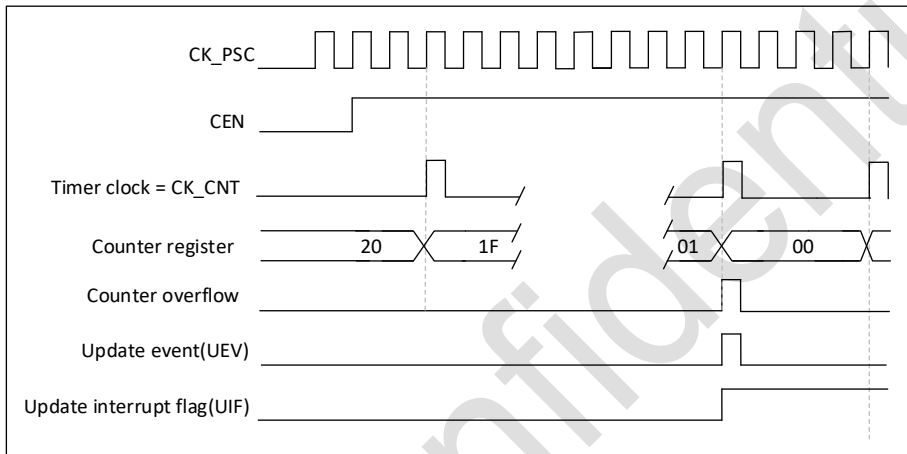 CK_PSC
CEN
Timer clock = CK_CNT
Counter register 20 1F 01 00
Counter overflow
Update event(UEV)
Update interrupt flag(UIF)